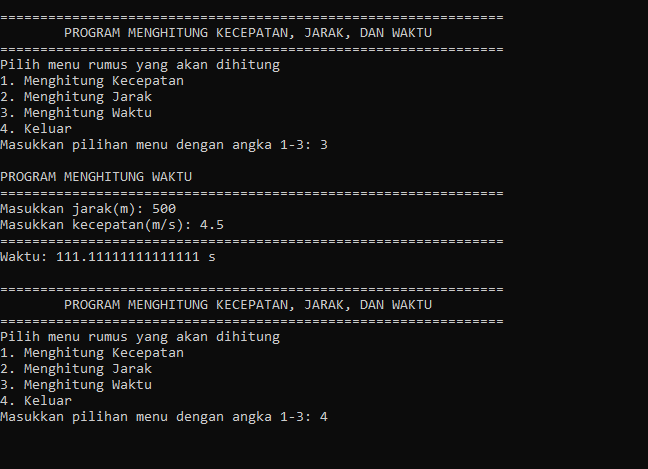 ===============================================================
PROGRAM MENGHITUNG KECEPATAN, JARAK, DAN WAKTU
===============================================================
Pilih menu rumus yang akan dihitung
1. Menghitung Kecepatan
2. Menghitung Jarak
3. Menghitung Waktu
4. Keluar
Masukkan pilihan menu dengan angka 1-3: 3
PROGRAM MENGHITUNG WAKTU
===============================================================
Masukkan jarak(m): 500
Masukkan kecepatan(m/s): 4.5
===============================================================
Waktu: 111.11111111111111 s
===============================================================
PROGRAM MENGHITUNG KECEPATAN, JARAK, DAN WAKTU
===============================================================
Pilih menu rumus yang akan dihitung
1. Menghitung Kecepatan
2. Menghitung Jarak
3. Menghitung Waktu
4. Keluar
Masukkan pilihan menu dengan angka 1-3: 4